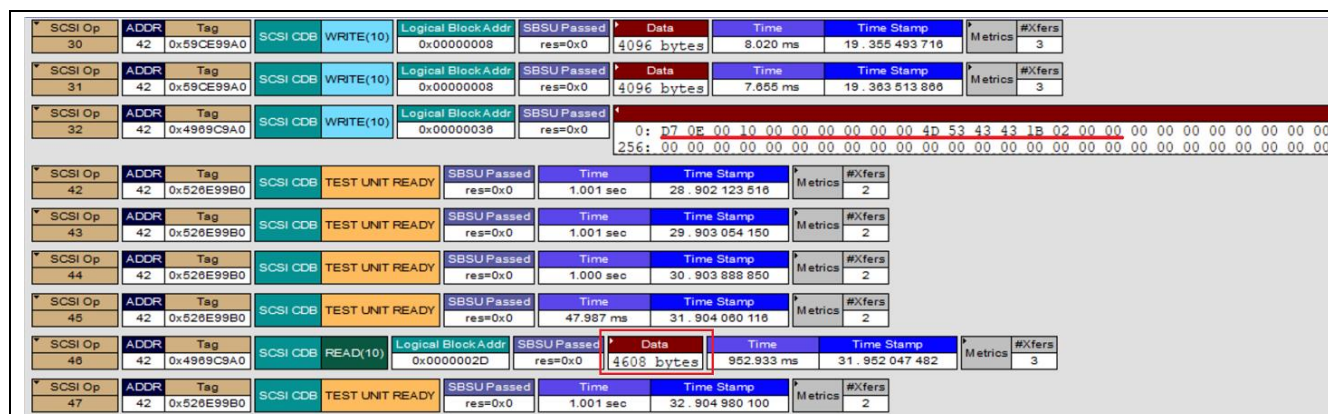 SCSI Op ADDR Tag SCSI CDB WRITE(10) Logical Block Addr SBSU Passed Data Time Time Stamp Metrics #Xfers
30 42 0x59CE99A0 0x00000008 res=0x0 4096 bytes 8.020 ms 19 . 355 493 716 3
SCSI Op ADDR Tag SCSI CDB WRITE(10) Logical Block Addr SBSU Passed Data Time Time Stamp Metrics #Xfers
31 42 0x59CE99A0 0x00000008 res=0x0 4096 bytes 7.655 ms 19 . 363 513 866 3
SCSI Op ADDR Tag SCSI CDB WRITE(10) Logical Block Addr SBSU Passed
32 42 0x4969C9A0 0x00000036 res=0x0 0: D7 0E 00 10 00 00 00 00 00 00 4D 53 43 43 1B 02 00 00 00 00 00 00 00 00 00
256: 00 00 00 00 00 00 00 00 00 00 00 00 00 00 00 00 00 00 00 00 00 00 00 00 00
SCSI Op ADDR Tag SCSI CDB TEST UNIT READY SBSU Passed Time Time Stamp Metrics #Xfers
42 42 0x526E99B0 res=0x0 1.001 sec 28 . 902 123 516 2
SCSI Op ADDR Tag SCSI CDB TEST UNIT READY SBSU Passed Time Time Stamp Metrics #Xfers
43 42 0x526E99B0 res=0x0 1.001 sec 29 . 903 054 150 2
SCSI Op ADDR Tag SCSI CDB TEST UNIT READY SBSU Passed Time Time Stamp Metrics #Xfers
44 42 0x526E99B0 res=0x0 1.000 sec 30 . 903 888 850 2
SCSI Op ADDR Tag SCSI CDB TEST UNIT READY SBSU Passed Time Time Stamp Metrics #Xfers
45 42 0x526E99B0 res=0x0 47.987 ms 31 . 904 060 116 2
SCSI Op ADDR Tag SCSI CDB READ(10) Logical Block Addr SBSU Passed Data Time Time Stamp Metrics #Xfers
46 42 0x4969C9A0 0x0000002D res=0x0 4608 bytes 952.933 ms 31 . 952 047 482 3
SCSI Op ADDR Tag SCSI CDB TEST UNIT READY SBSU Passed Time Time Stamp Metrics #Xfers
47 42 0x526E99B0 res=0x0 1.001 sec 32 . 904 980 100 2